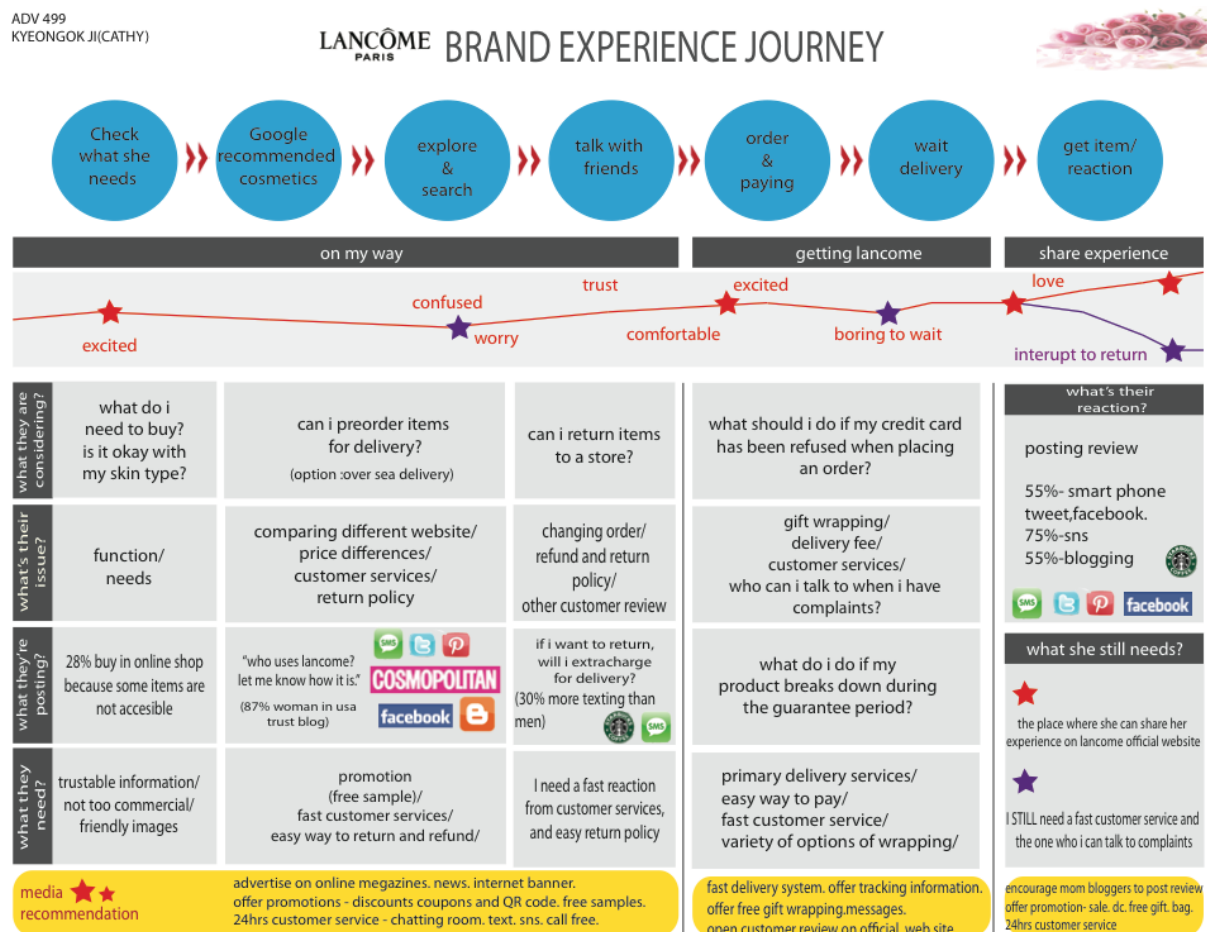 ADV 499
KYEONGOK JI(CATHY)
LANCÔME
PARIS
BRAND EXPERIENCE JOURNEY
Check
what she
needs
Google
recommended
cosmetics
explore
&
search
talk with
friends
order
&
paying
wait
delivery
get item/
reaction
on my way
getting lancome
share experience
excited
confused
worry
trust
comfortable
excited
boring to wait
love
interupt to return
what they are
considering?
what do i
need to buy?
is it okay with
my skin type?
can i preorder items
for delivery?
(option :over sea delivery)
can i return items
to a store?
what should i do if my credit card
has been refused when placing
an order?
what's their
reaction?
posting review
55%- smart phone
tweet,facebook.
75%-sns
55%-blogging
SMS
facebook
what's their
issue?
function/
needs
comparing different website/
price differences/
customer services/
return policy
changing order/
refund and return
policy/
other customer review
gift wrapping/
delivery fee/
customer services/
who can i talk to when i have
complaints?
what they're
posting?
28% buy in online shop
because some items are
not accesible
"who uses lancome?
let me know how it is."
(87% woman in usa
trust blog)
SMS
COSMOPOLITAN
facebook
if i want to return,
will i extracharge
for delivery?
(30% more texting than
men)
SMS
what do i do if my
product breaks down during
the guarantee period?
what she still needs?
the place where she can share her
experience on lancome official website
I STILL need a fast customer service and
the one who i can talk to complaints
what they
need?
trustable information/
not too commercial/
friendly images
promotion
(free sample)/
fast customer services/
easy way to return and refund/
I need a fast reaction
from customer services,
and easy return policy
primary delivery services/
easy way to pay/
fast customer service/
variety of options of wrapping/
media
recommendation
advertise on online megazines. news. internet banner.
offer promotions - discounts coupons and QR code. free samples.
24hrs customer service - chatting room. text. sns. call free.
fast delivery system. offer tracking information.
offer free gift wrapping.messages.
open customer review on official web site
encourage mom bloggers to post review
offer promotion- sale. dc. free gift. bag.
24hrs customer service